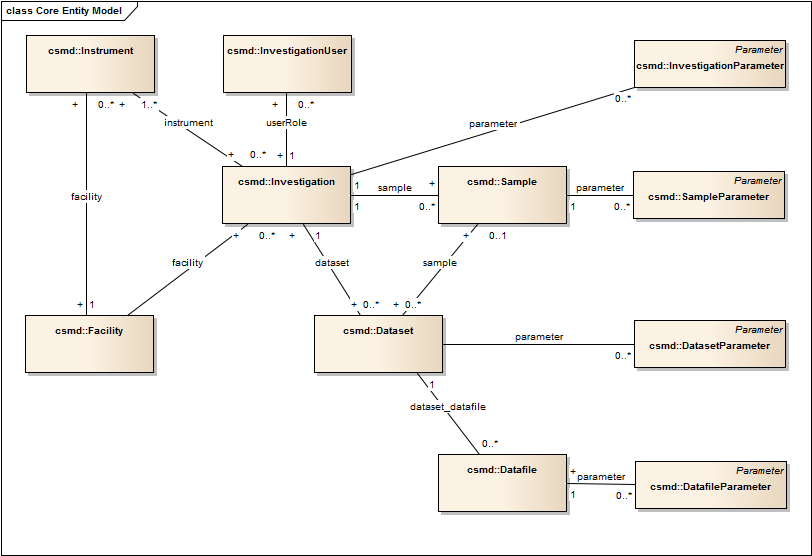 class Core Entity Model
csmd::Instrument
csmd::InvestigationUser
Parameter
csmd::InvestigationParameter
+ 0..* + 1..*
+ 0..*
0..*
instrument
userRole
parameter
+ 0..* + 1
csmd::Investigation
1
sample
+
1
0..*
csmd::Sample
parameter
1
0..*
Parameter
csmd::SampleParameter
facility
+ 0..* + 1
+ 0..1
facility
dataset
sample
+ 1
+ 0..* + 0..*
csmd::Facility
csmd::Dataset
parameter
0..*
Parameter
csmd::DatasetParameter
1
dataset_datafile
0..*
csmd::Datafile
+
parameter
1
0..*
Parameter
csmd::DatafileParameter